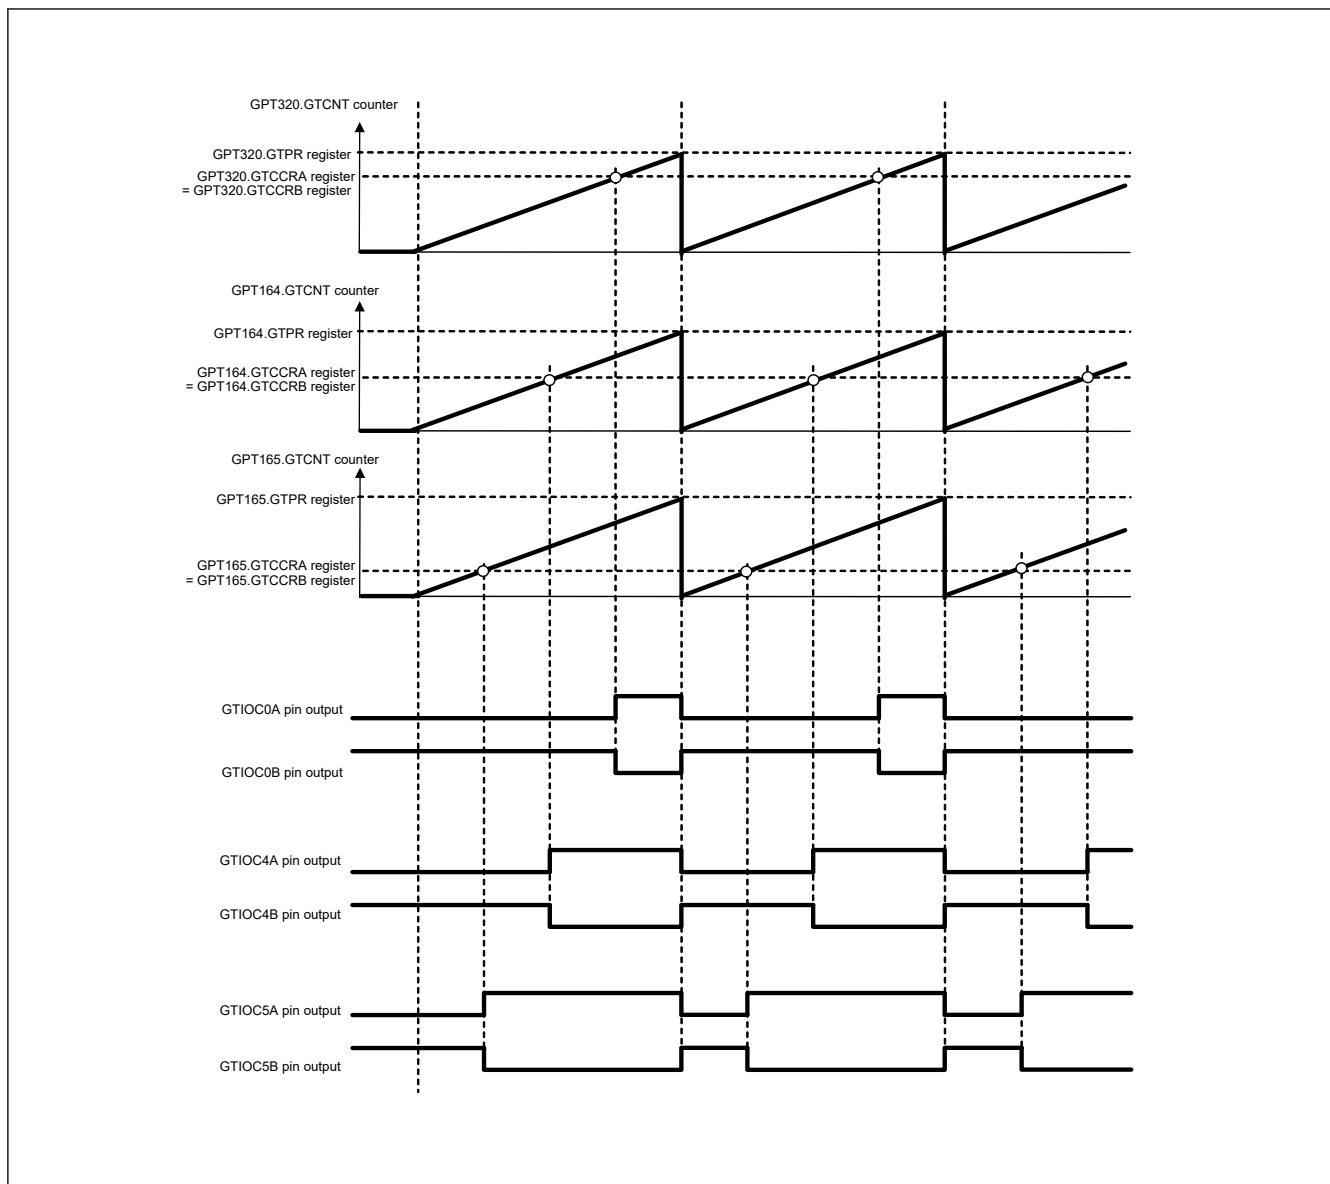 GPT320.GTCNT counter
GPT320.GTPR register
GPT320.GTCCRA register
= GPT320.GTCCRB register
GPT164.GTCNT counter
GPT164.GTPR register
GPT164.GTCCRA register
= GPT164.GTCCRB register
GPT165.GTCNT counter
GPT165.GTPR register
GPT165.GTCCRA register
= GPT165.GTCCRB register
GTIOC0A pin output
GTIOC0B pin output
GTIOC4A pin output
GTIOC4B pin output
GTIOC5A pin output
GTIOC5B pin output